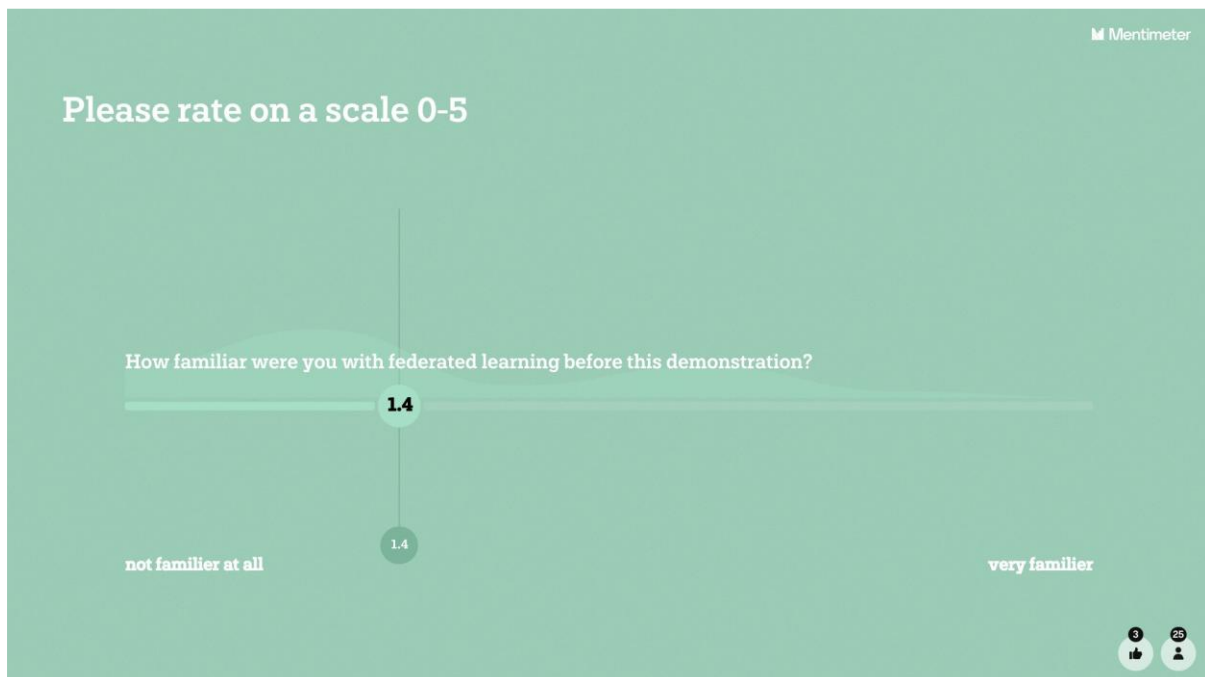 Mentimeter
Please rate on a scale 0-5
How familiar were you with federated learning before this demonstration?
1.4
1.4
not familier at all
very familier
3
25